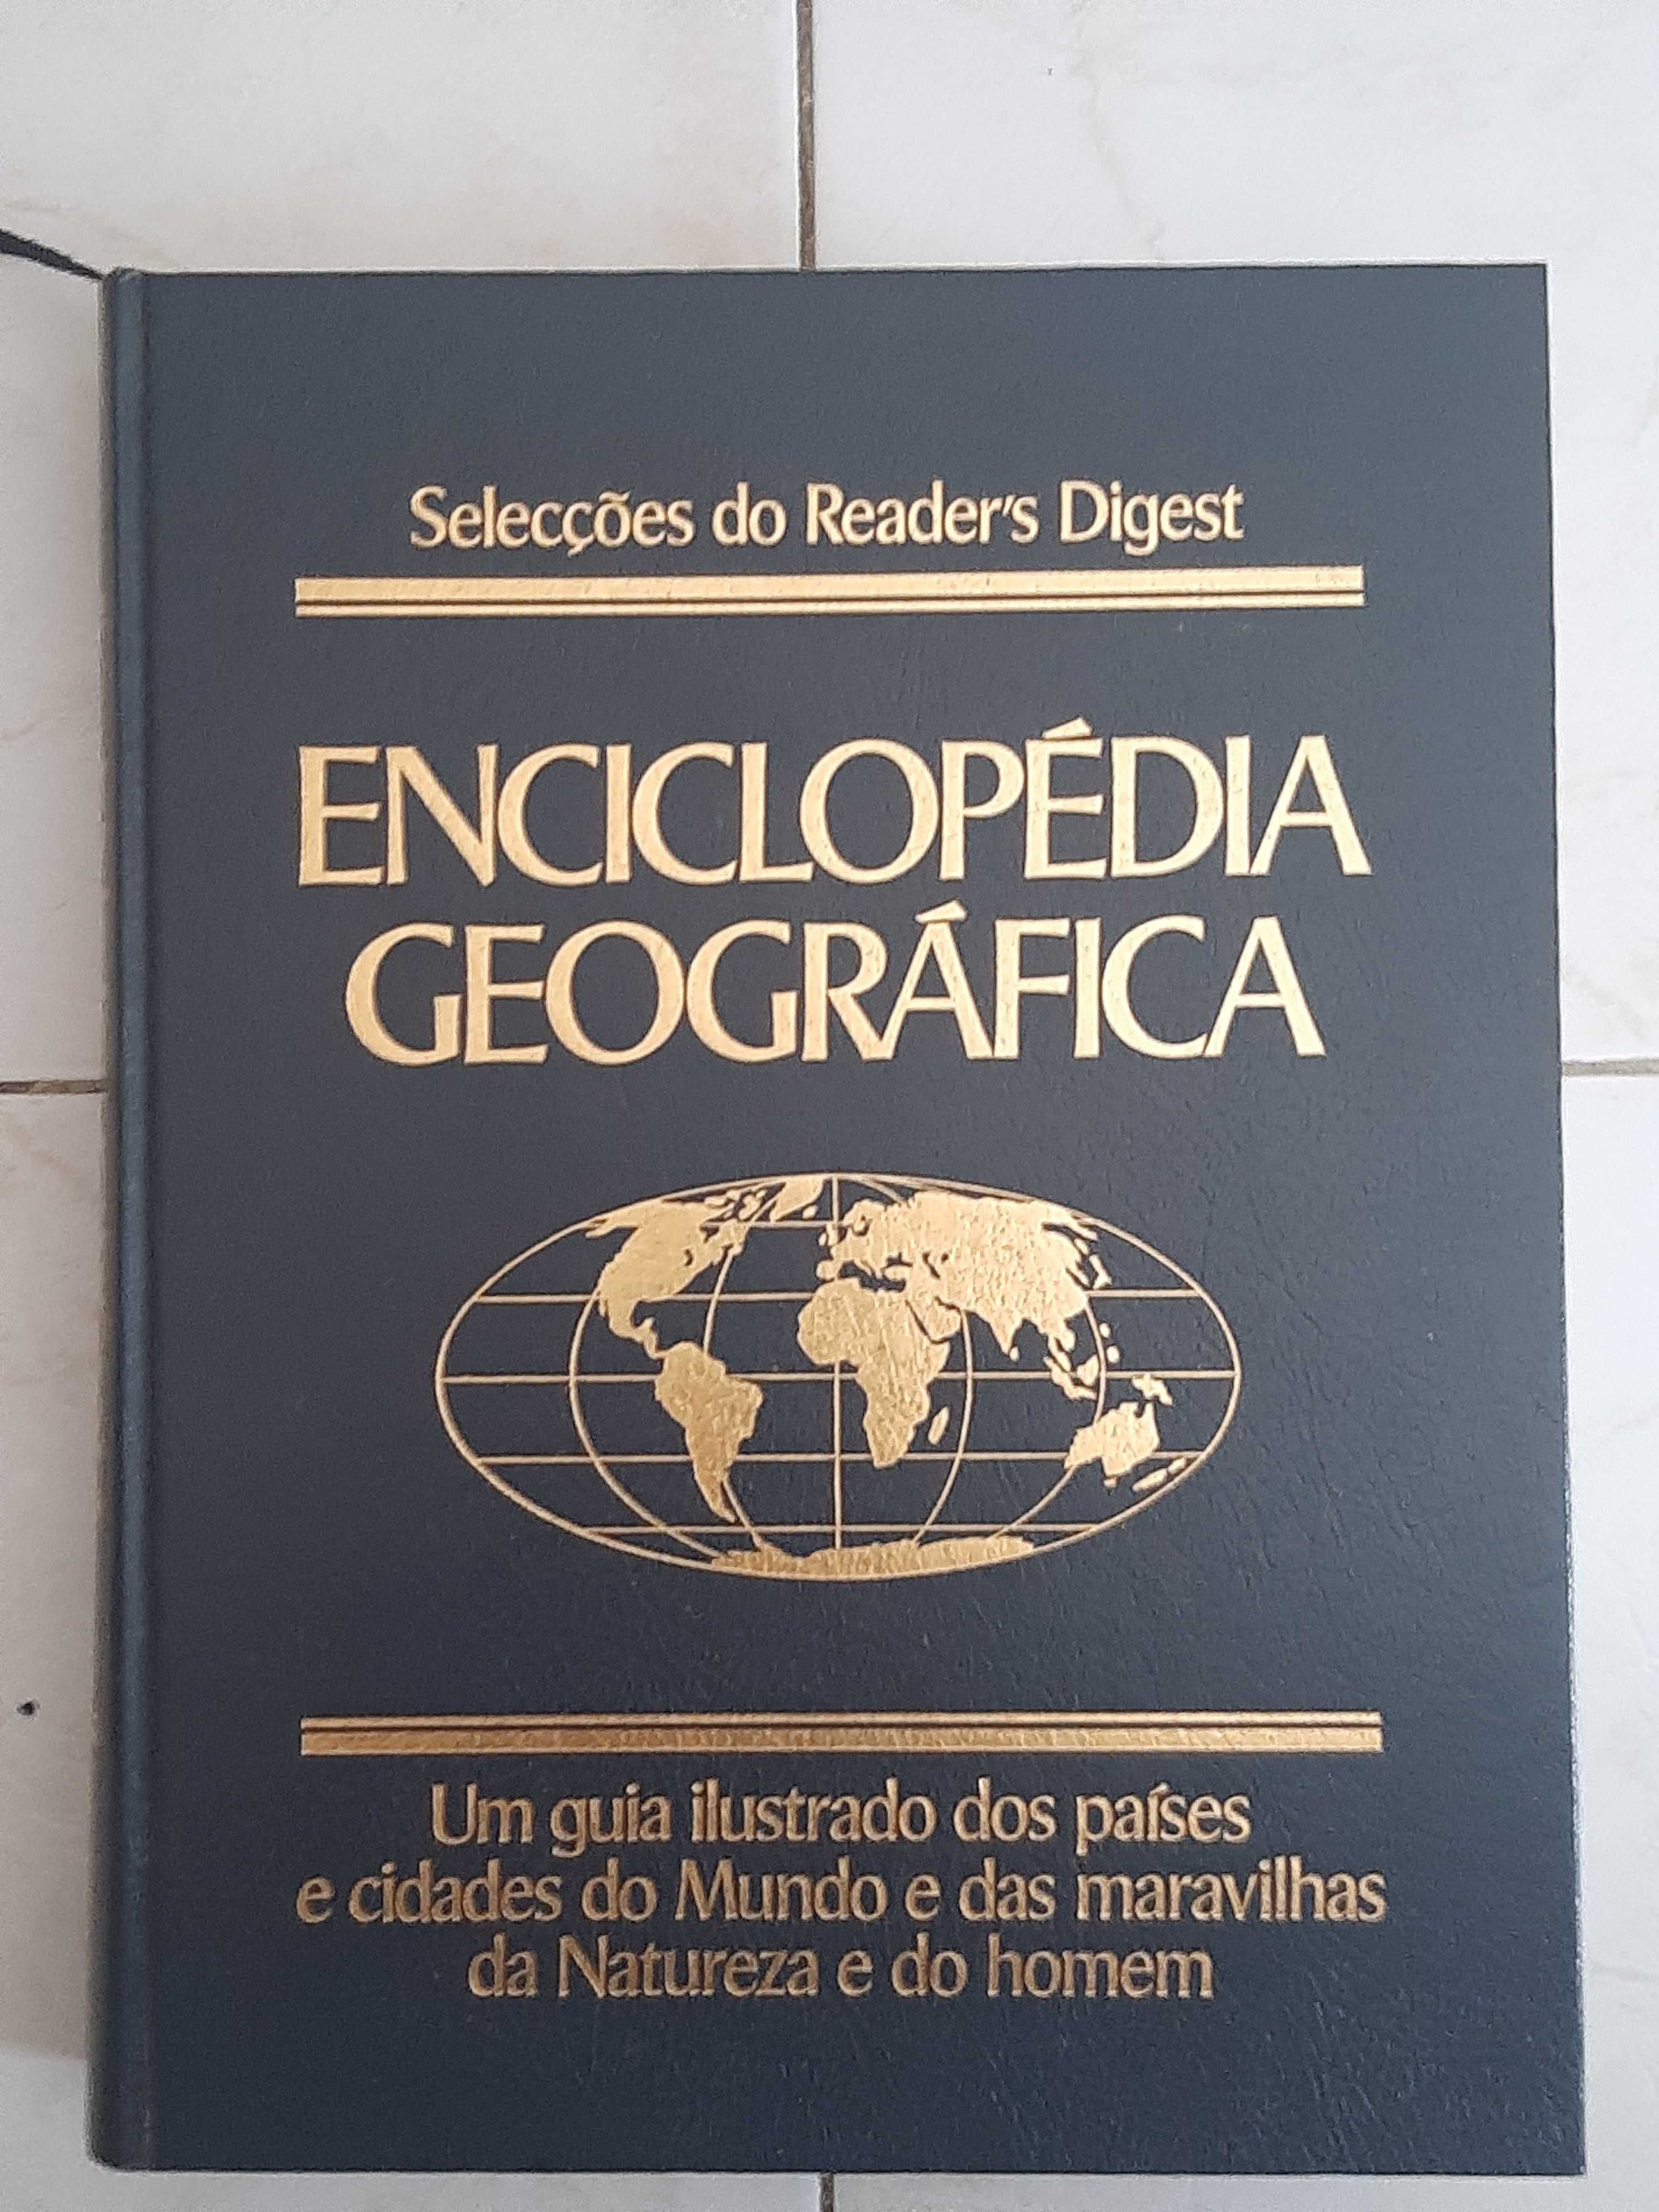 Selecções do Reader's Digest
ENCICLOPÉDIA
GEOGRÁFICA
Um guia ilustrado dos países
e cidades do Mundo e das maravilhas
da Natureza e do homem